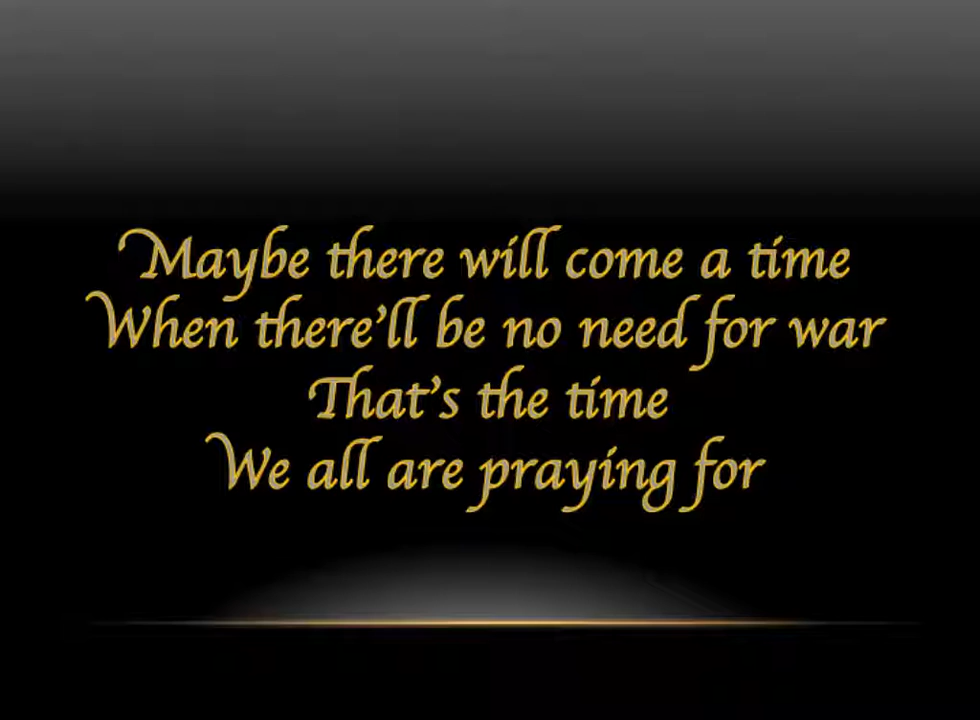 Maybe there will come a time
When there'll be no need for war
That's the time
We all are praying for